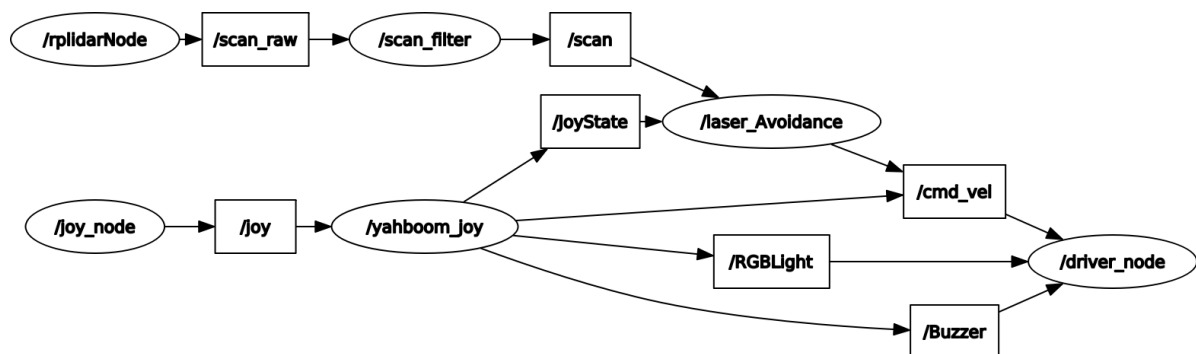 /rplidarNode
/scan_raw
/scan_filter
/scan
/JoyState
/laser_Avoidance
/cmd_vel
/joy_node
/joy
/yahboom_joy
/RGBLight
/driver_node
/Buzzer